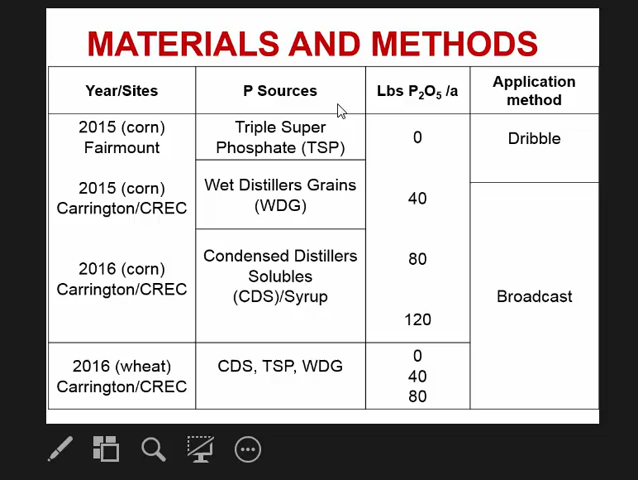 MATERIALS AND METHODS
Year/Sites
P Sources
Lbs P₂O₅ /a
Application
method
2015 (corn)
Fairmount
2015 (corn)
Carrington/CREC
2016 (corn)
Carrington/CREC
Triple Super
Phosphate (TSP)
Wet Distillers Grains
(WDG)
Condensed Distillers
Solubles
(CDS)/Syrup
0
40
80
120
Dribble
Broadcast
2016 (wheat)
Carrington/CREC
CDS, TSP, WDG
0
40
80